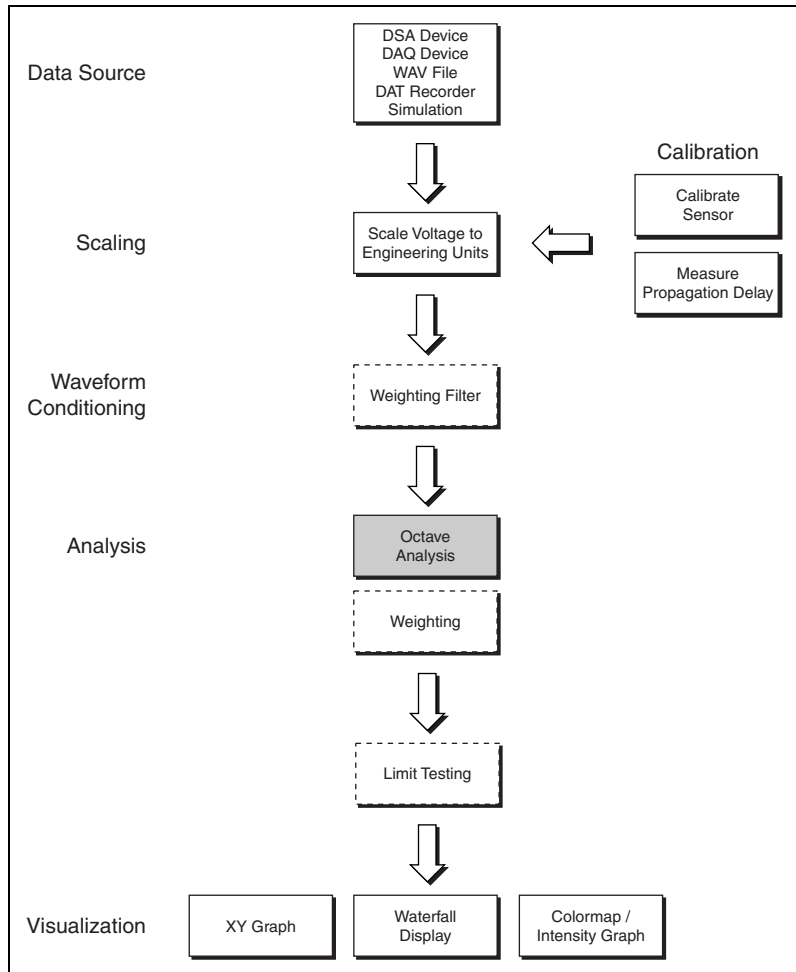 Data Source
DSA Device
DAQ Device
WAV File
DAT Recorder
Simulation
Calibration
Calibrate
Sensor
Measure
Propagation Delay
Scaling
Scale Voltage to
Engineering Units
Waveform
Conditioning
Weighting Filter
Analysis
Octave
Analysis
Weighting
Limit Testing
Visualization
XY Graph
Waterfall
Display
Colormap /
Intensity Graph